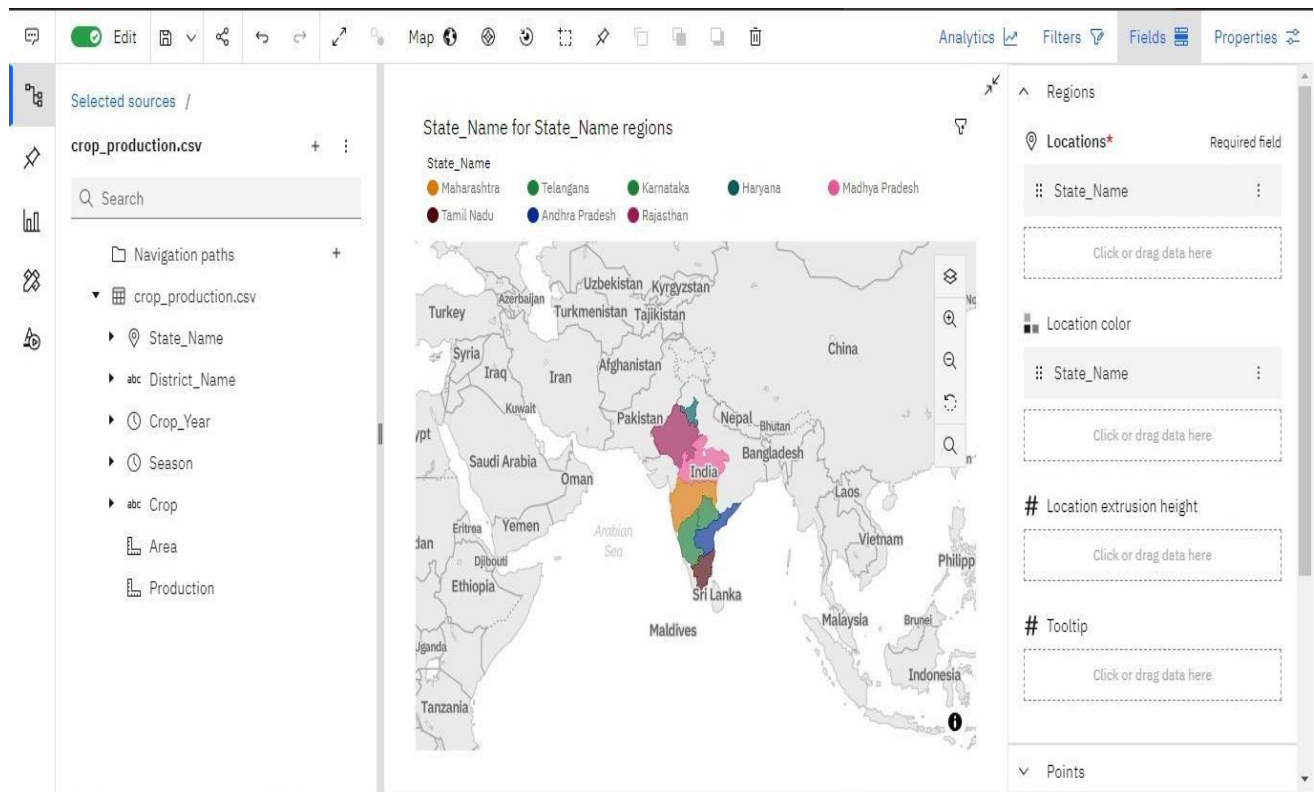 Edit
Map
Analytics
Filters
Fields
Properties
Selected sources /
crop_production.csv
Search
Navigation paths
crop_production.csv
State_Name
abc District_Name
Crop_Year
Season
abc Crop
Area
Production
State_Name for State_Name regions
State_Name
Maharashtra Telangana Karnataka Haryana Madhya Pradesh
Tamil Nadu Andhra Pradesh Rajasthan
Uzbekistan Kyrgyzstan
Azerbaijan
Turkey Turkmenistan Tajikistan
Syria China
Iraq Iran Afghanistan
Kuwait Pakistan Nepal Bhutan
ypt
Saudi Arabia India Bangladesh
Oman
Laos
Eritrea Yemen Arabian Sea Vietnam
dan
Djibouti Philipp
Ethiopia Sri Lanka
Maldives Malaysia Brunei
Uganda
Indonesia
Tanzania
Regions
Locations* Required field
State_Name
Click or drag data here
Location color
State_Name
Click or drag data here
# Location extrusion height
Click or drag data here
# Tooltip
Click or drag data here
Points